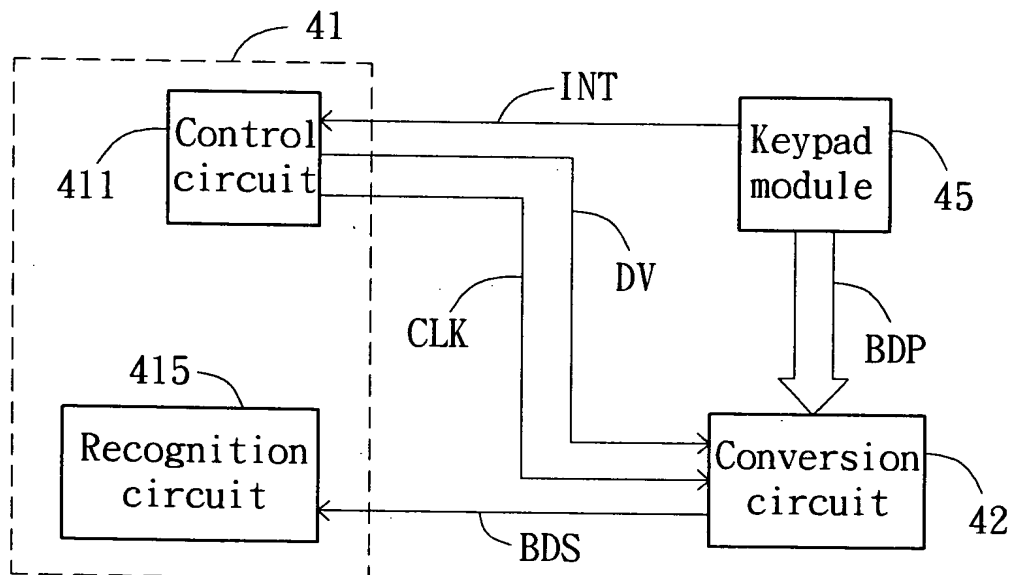 41
INT
Control
circuit
411
Keypad
module
45
DV
CLK
BDP
415
Recognition
circuit
Conversion
circuit
42
BDS